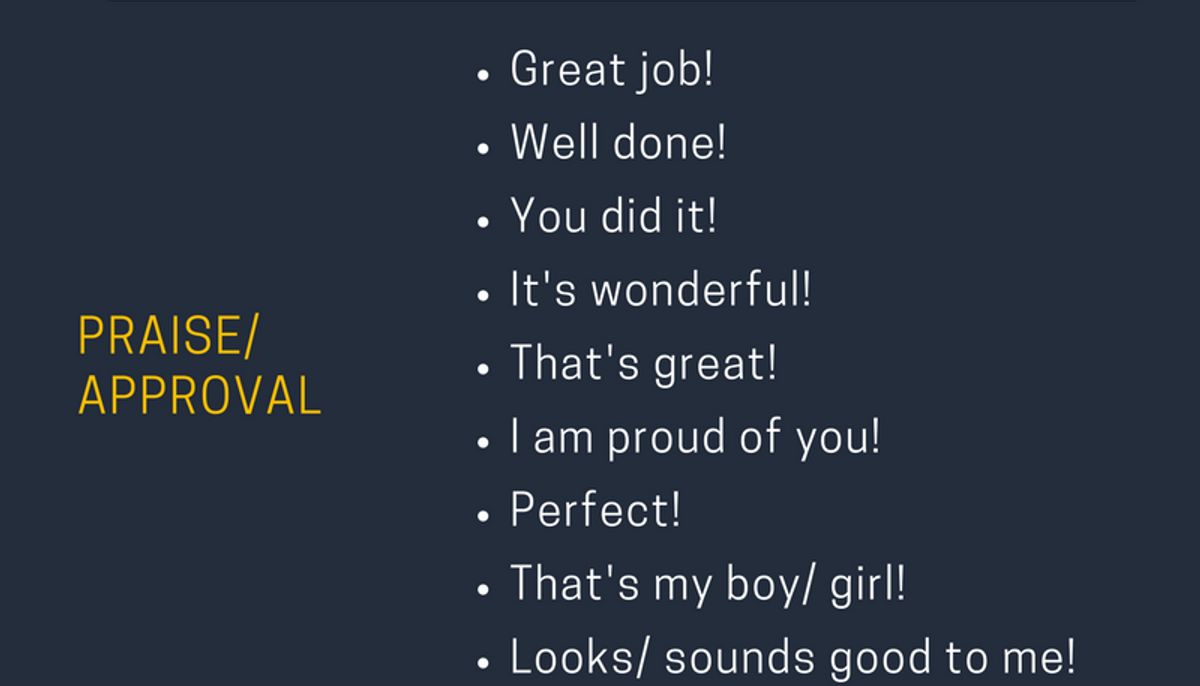 PRAISE/
APPROVAL
• Great job!
• Well done!
• You did it!
• It's wonderful!
• That's great!
• I am proud of you!
• Perfect!
• That's my boy/ girl!
• Looks/ sounds good to me!